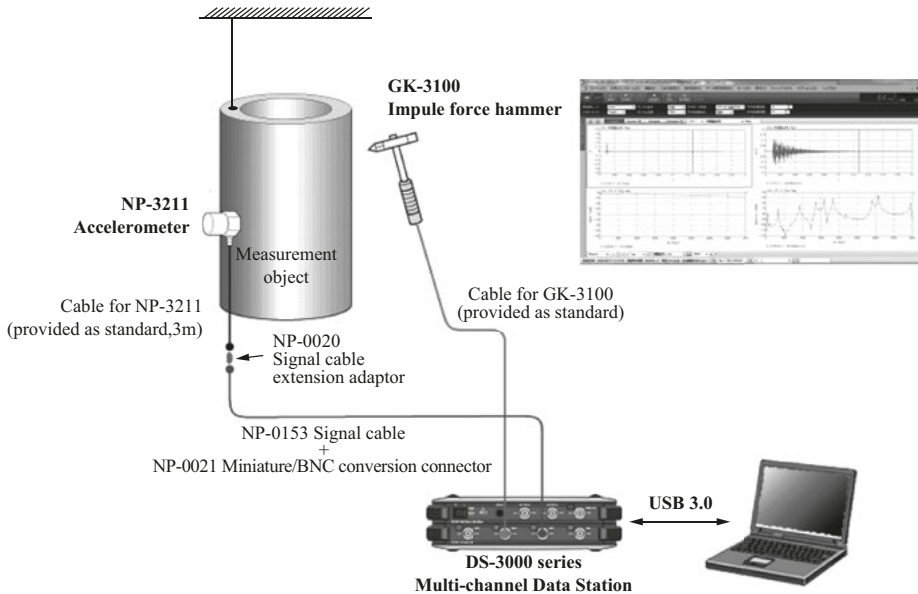 GK-3100
Impule force hammer
NP-3211
Accelerometer
Measurement
object
Cable for NP-3211
(provided as standard,3m)
Cable for GK-3100
(provided as standard)
NP-0020
Signal cable
extension adaptor
NP-0153 Signal cable
+
NP-0021 Miniature/BNC conversion connector
USB 3.0
DS-3000 series
Multi-channel Data Station